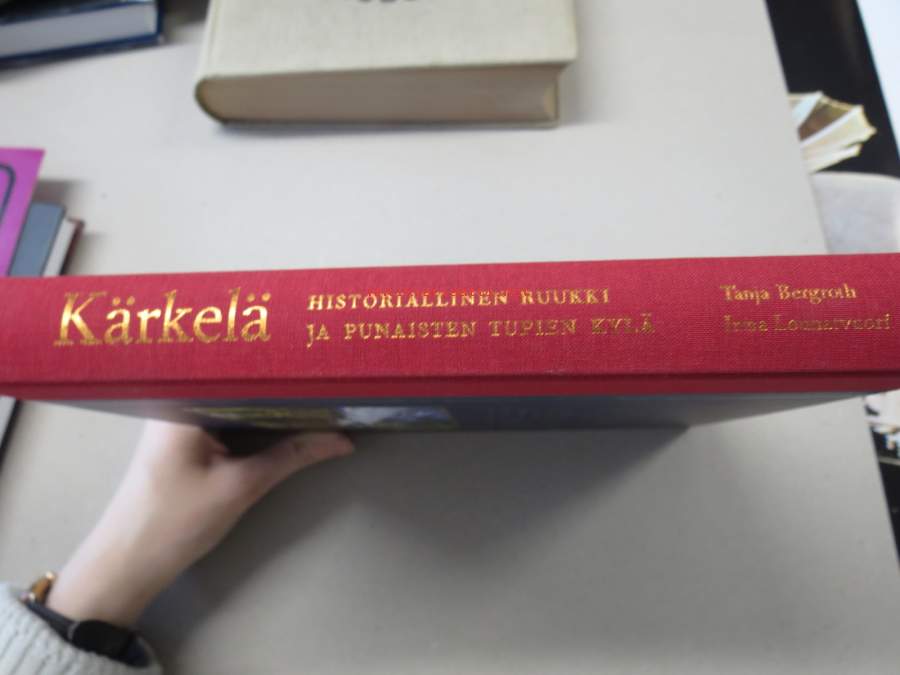 Kärkelä
HISTORIALLINEN RUUKKI
JA PUNAISTEN TUPIEN KYLÄ
Tanja Bergroth
Irma Lounatvuori